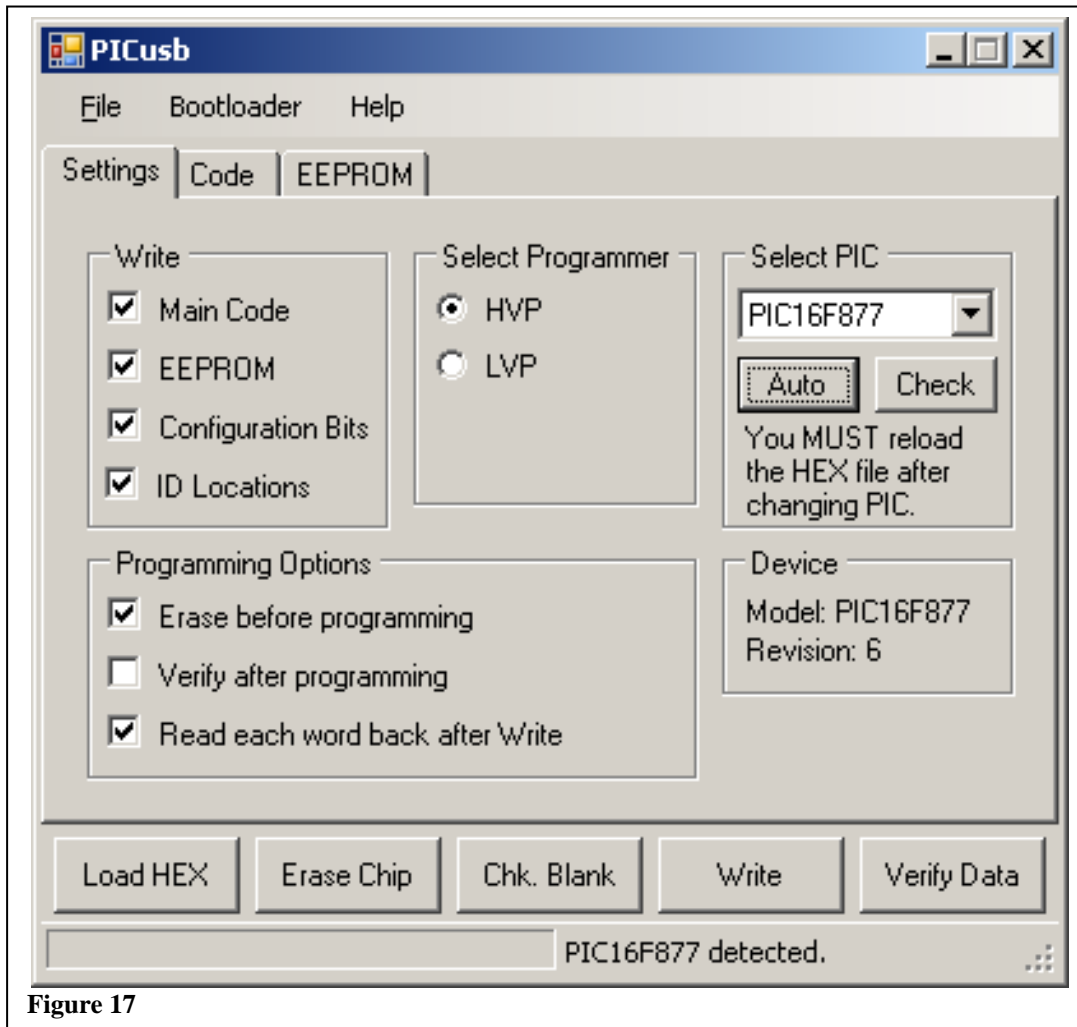 PICusb
File Bootloader Help
Settings Code EEPROM
Write
Main Code
EEPROM
Configuration Bits
ID Locations
Select Programmer
HVP
LVP
Select PIC
PIC16F877
Auto Check
You MUST reload
the HEX file after
changing PIC.
Programming Options
Erase before programming
Verify after programming
Read each word back after Write
Device
Model: PIC16F877
Revision: 6
Load HEX Erase Chip Chk. Blank Write Verify Data
PIC16F877 detected.
Figure 17